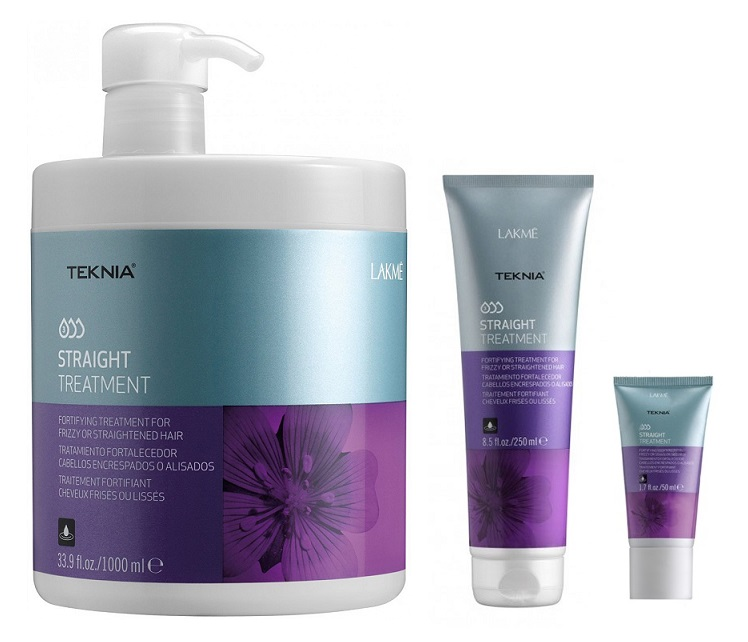 TEKNIA®
LAKMÉ
STRAIGHT
TREATMENT
FORTIFYING TREATMENT FOR
FRIZZY OR STRAIGHTENED HAIR
TRATAMIENTO FORTALECEDOR
CABELLOS ENCRESPADOS O ALISADOS
TRAITEMENT FORTIFIANT
CHEVEUX FRISÉS OU LISSÉS
33.9 fl.oz./1000 ml ℮
LAKMÉ
TEKNIA®
STRAIGHT
TREATMENT
FORTIFYING TREATMENT FOR
FRIZZY OR STRAIGHTENED HAIR
TRATAMIENTO FORTALECEDOR
CABELLOS ENCRESPADOS O ALISADOS
TRAITEMENT FORTIFIANT
CHEVEUX FRISÉS OU LISSÉS
8.5 fl.oz/250 ml ℮
LAKMÉ
TEKNIA
STRAIGHT
TREATMENT
1.7 fl.oz/50 ml ℮